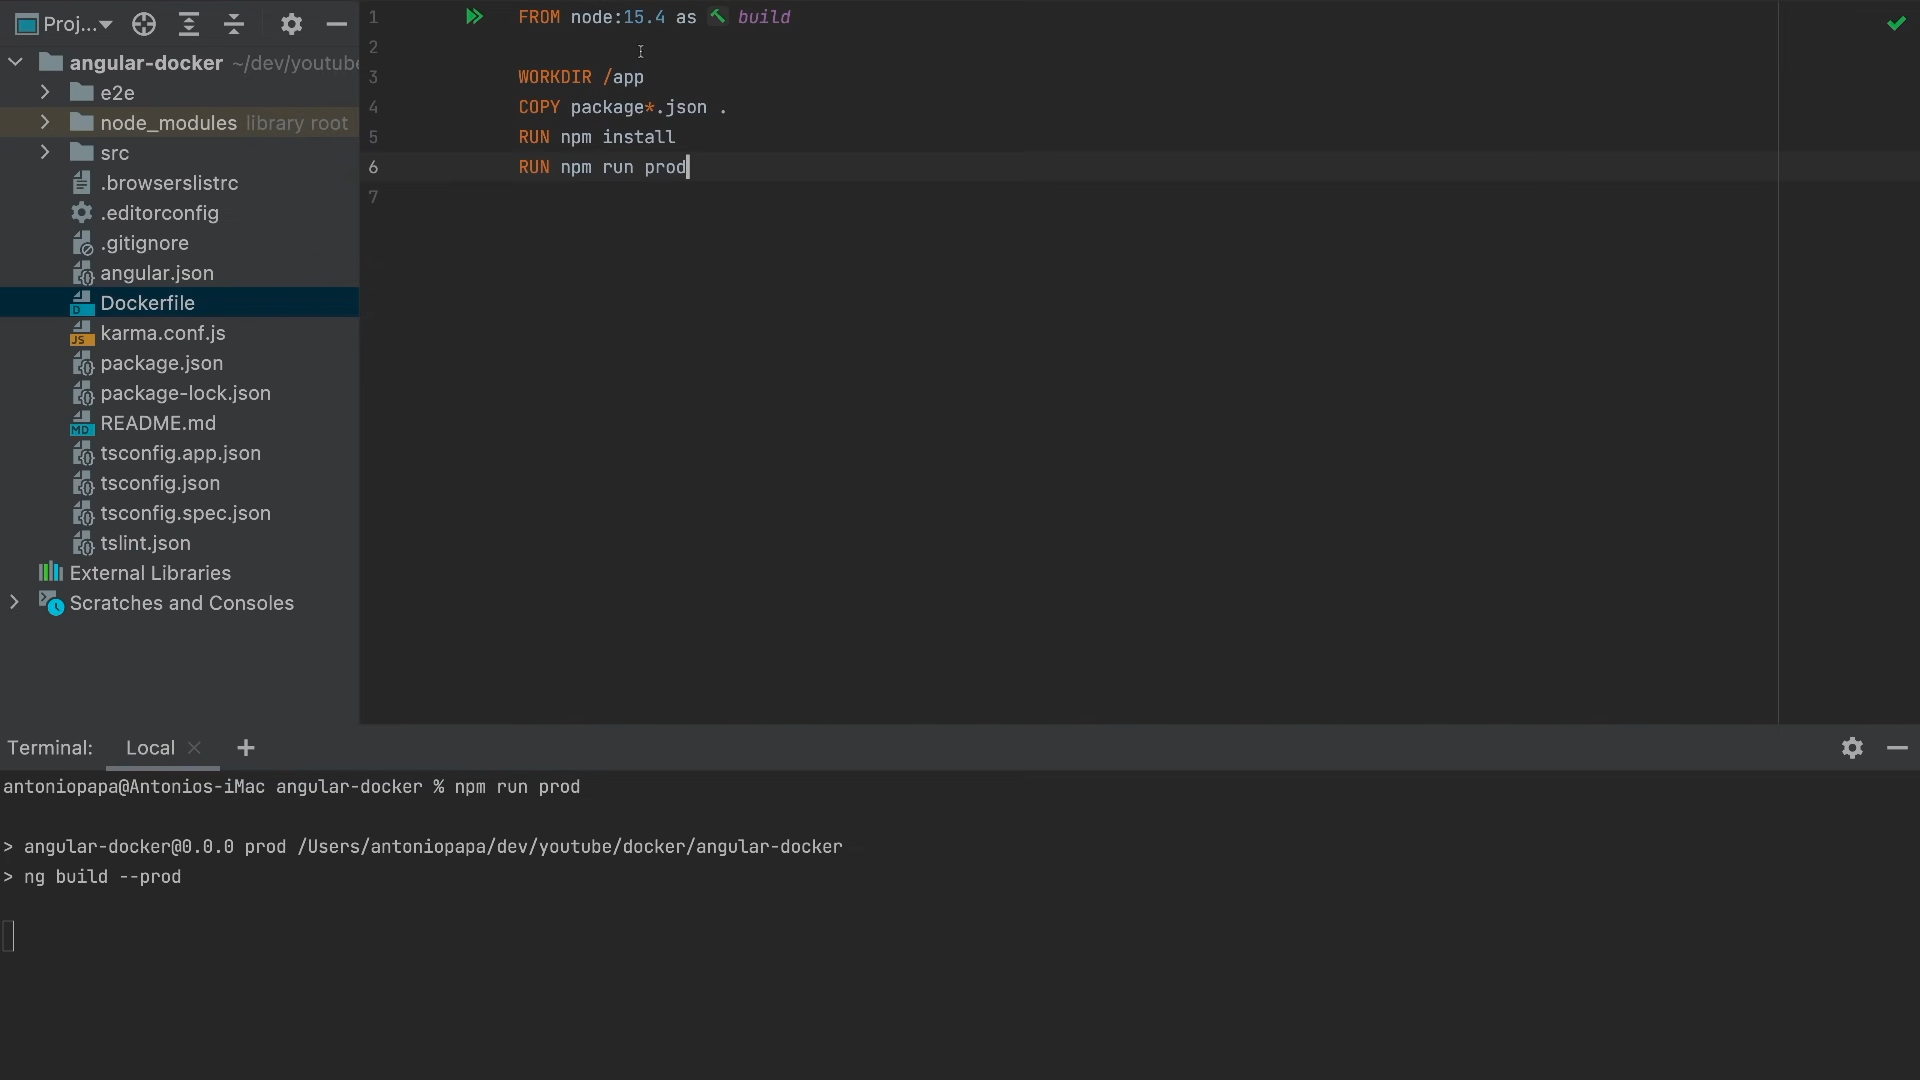 Proj...
angular-docker ~/dev/youtube
e2e
node_modules library root
src
.browserslistrc
.editorconfig
.gitignore
angular.json
Dockerfile
karma.conf.js
package.json
package-lock.json
README.md
tsconfig.app.json
tsconfig.json
tsconfig.spec.json
tslint.json
External Libraries
Scratches and Consoles
1 FROM node:15.4 as build
2
3 WORKDIR /app
4 COPY package*.json .
5 RUN npm install
6 RUN npm run prod
7
Terminal: Local
antoniopapa@Antonios-iMac angular-docker % npm run prod
> angular-docker@0.0.0 prod /Users/antoniopapa/dev/youtube/docker/angular-docker
> ng build --prod